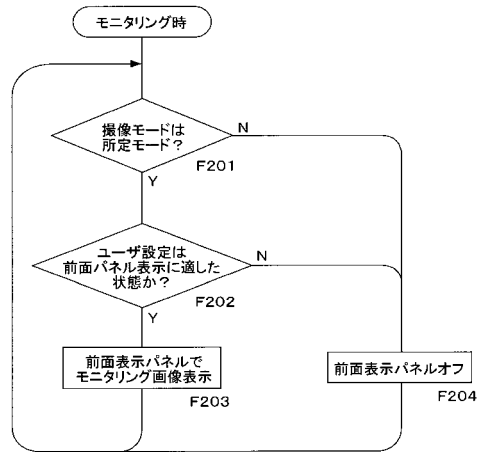 モニタリング時
撮像モードは
所定モード？
N
F201
Y
ユーザ設定は
前面パネル表示に適した
状態か？
N
F202
Y
前面表示パネルで
モニタリング画像表示
F203
前面表示パネルオフ
F204